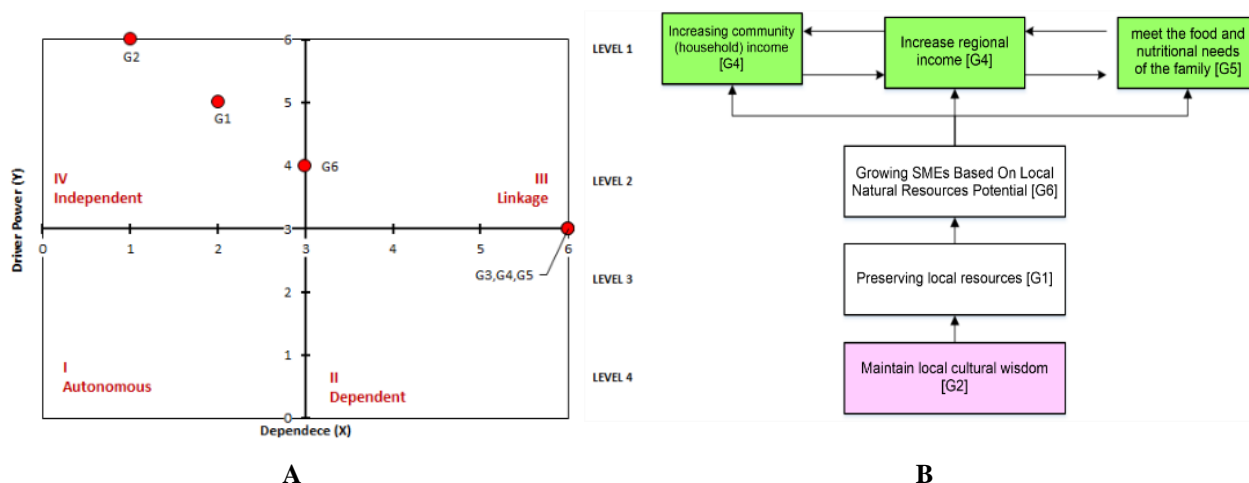 6
G2
5
G1
4
G6
IV
Independent
III
Linkage
Driver Power (Y)
3
0
1
2
3
4
5
6
G3,G4,G5
2
1
I
Autonomous
II
Dependent
0
Dependece (X)
A
LEVEL 1
Increasing community
(household) income
[G4]
Increase regional
income [G4]
meet the food and
nutritional needs
of the family [G5]
LEVEL 2
Growing SMEs Based On Local
Natural Resources Potential [G6]
LEVEL 3
Preserving local resources [G1]
LEVEL 4
Maintain local cultural wisdom
[G2]
B